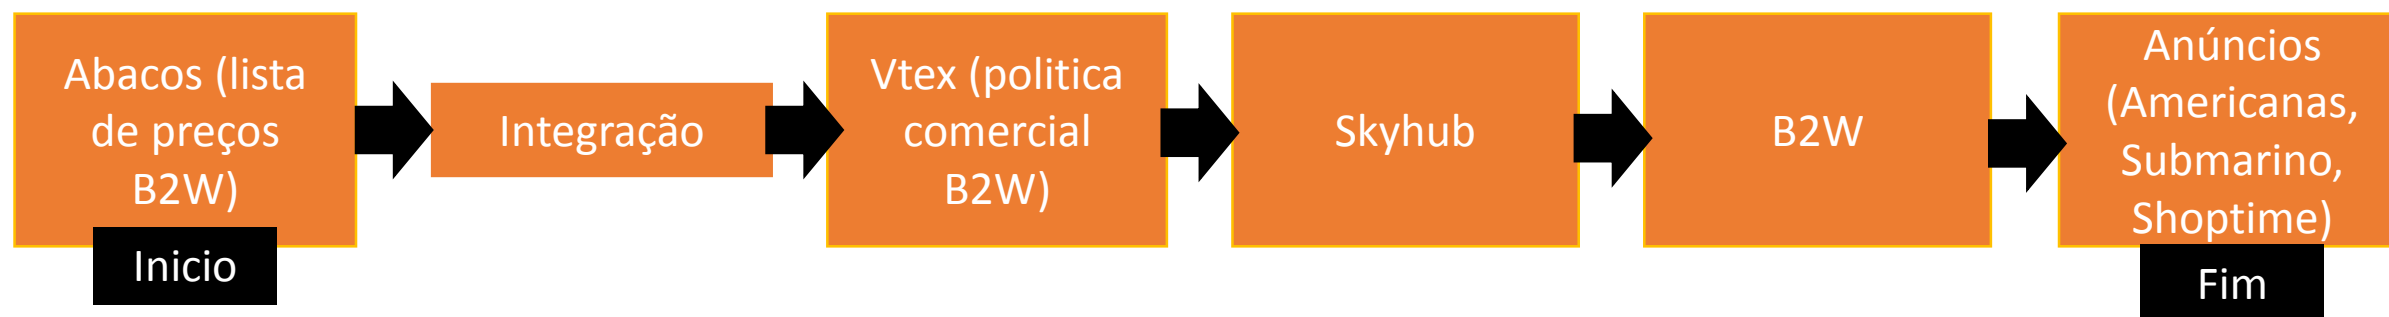 Abacos (lista
de preços
B2W)
Inicio
Integração
Vtex (politica
comercial
B2W)
Skyhub
B2W
Anúncios
(Americanas,
Submarino,
Shoptime)
Fim